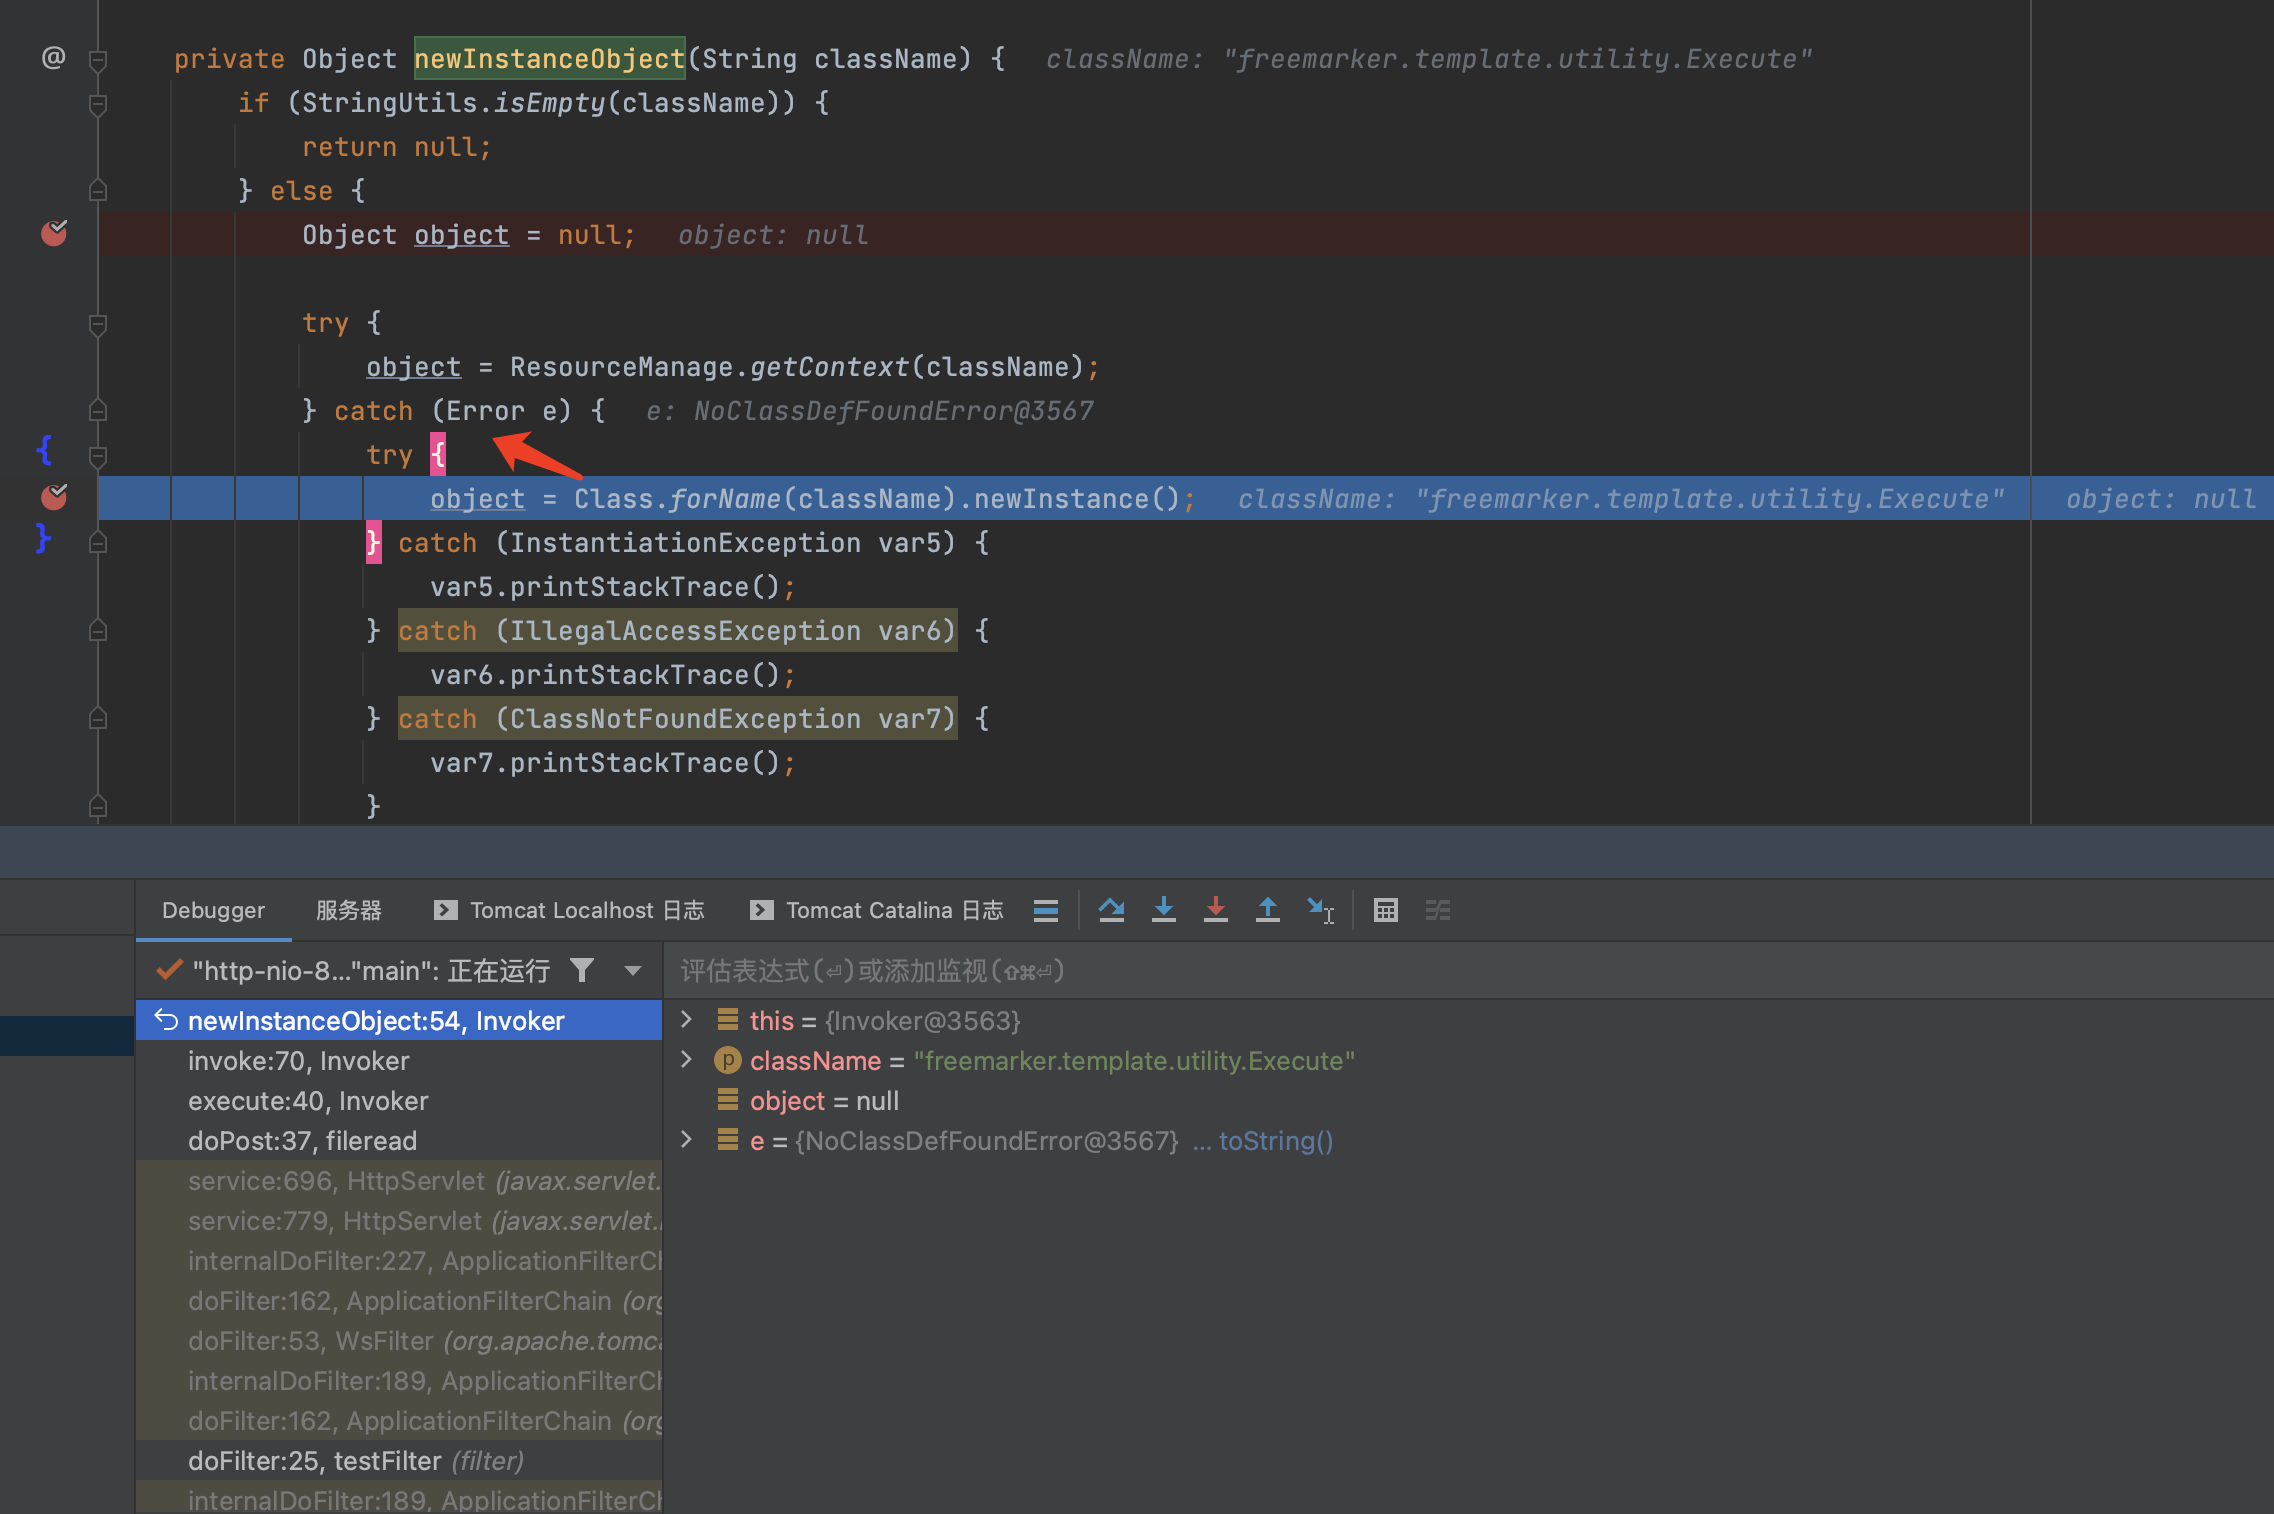 @ private Object newInstanceObject(String className) { className: "freemarker.template.utility.Execute"
if (StringUtils.isEmpty(className)) {
return null;
} else {
Object object = null; object: null
try {
object = ResourceManage.getContext(className);
} catch (Error e) { e: NoClassDefFoundError@3567
{ try {
object = Class.forName(className).newInstance(); className: "freemarker.template.utility.Execute" object: null
} } catch (InstantiationException var5) {
var5.printStackTrace();
} catch (IllegalAccessException var6) {
var6.printStackTrace();
} catch (ClassNotFoundException var7) {
var7.printStackTrace();
}
Debugger 服务器 Tomcat Localhost 日志 Tomcat Catalina 日志
"http-nio-8..."main": 正在运行
评估表达式(⏎)或添加监视(⇧⌘⏎)
newInstanceObject:54, Invoker
invoke:70, Invoker
execute:40, Invoker
doPost:37, fileread
service:696, HttpServlet (javax.servlet.
service:779, HttpServlet (javax.servlet.
internalDoFilter:227, ApplicationFilterCh
doFilter:162, ApplicationFilterChain (org
doFilter:53, WsFilter (org.apache.tomca
internalDoFilter:189, ApplicationFilterCh
doFilter:162, ApplicationFilterChain (org
doFilter:25, testFilter (filter)
internalDoFilter:189, ApplicationFilterCh
this = {Invoker@3563}
p className = "freemarker.template.utility.Execute"
object = null
e = {NoClassDefFoundError@3567} ... toString()